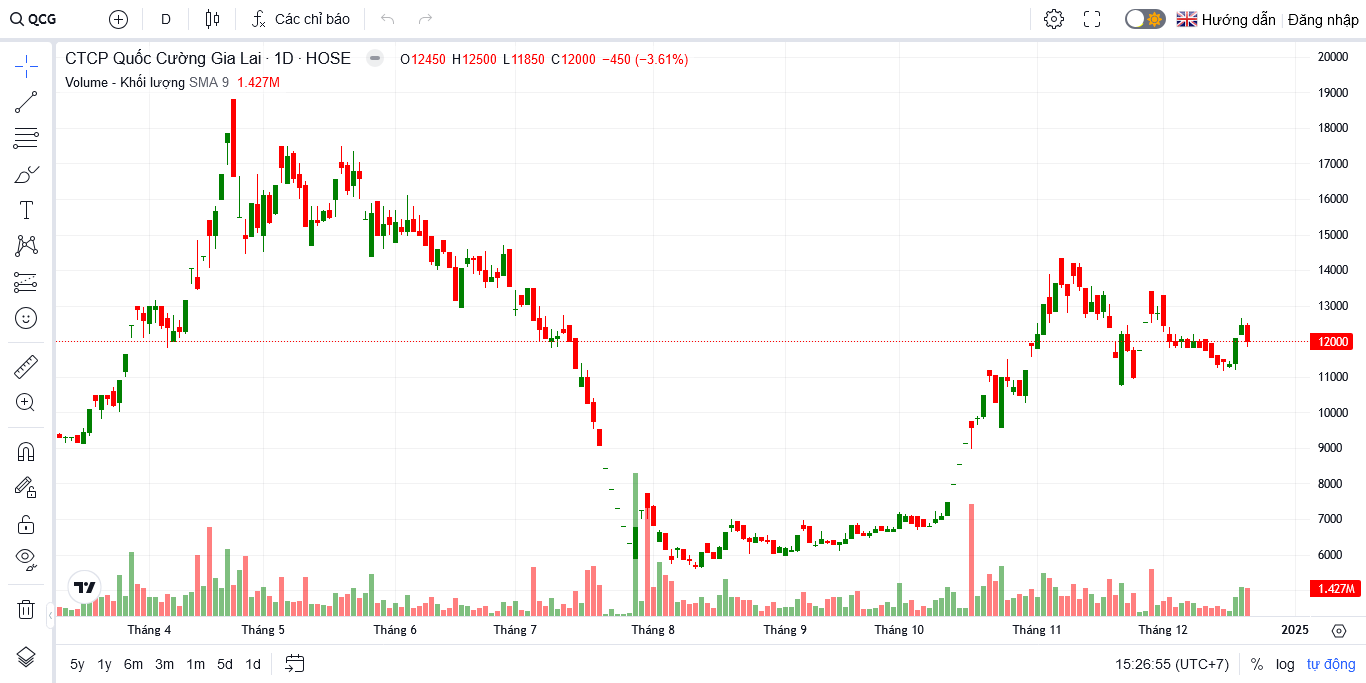 QCG D Các chỉ báo Hướng dẫn Đăng nhập
CTCP Quốc Cường Gia Lai · 1D · HOSE O12450 H12500 L11850 C12000 −450 (−3.61%)
Volume - Khối lượng SMA 9 1.427M
20000
19000
18000
17000
16000
15000
14000
13000
12000
11000
10000
9000
8000
7000
6000
1.427M
Tháng 4 Tháng 5 Tháng 6 Tháng 7 Tháng 8 Tháng 9 Tháng 10 Tháng 11 Tháng 12 2025
5y 1y 6m 3m 1m 5d 1d 15:26:55 (UTC+7) % log tự động